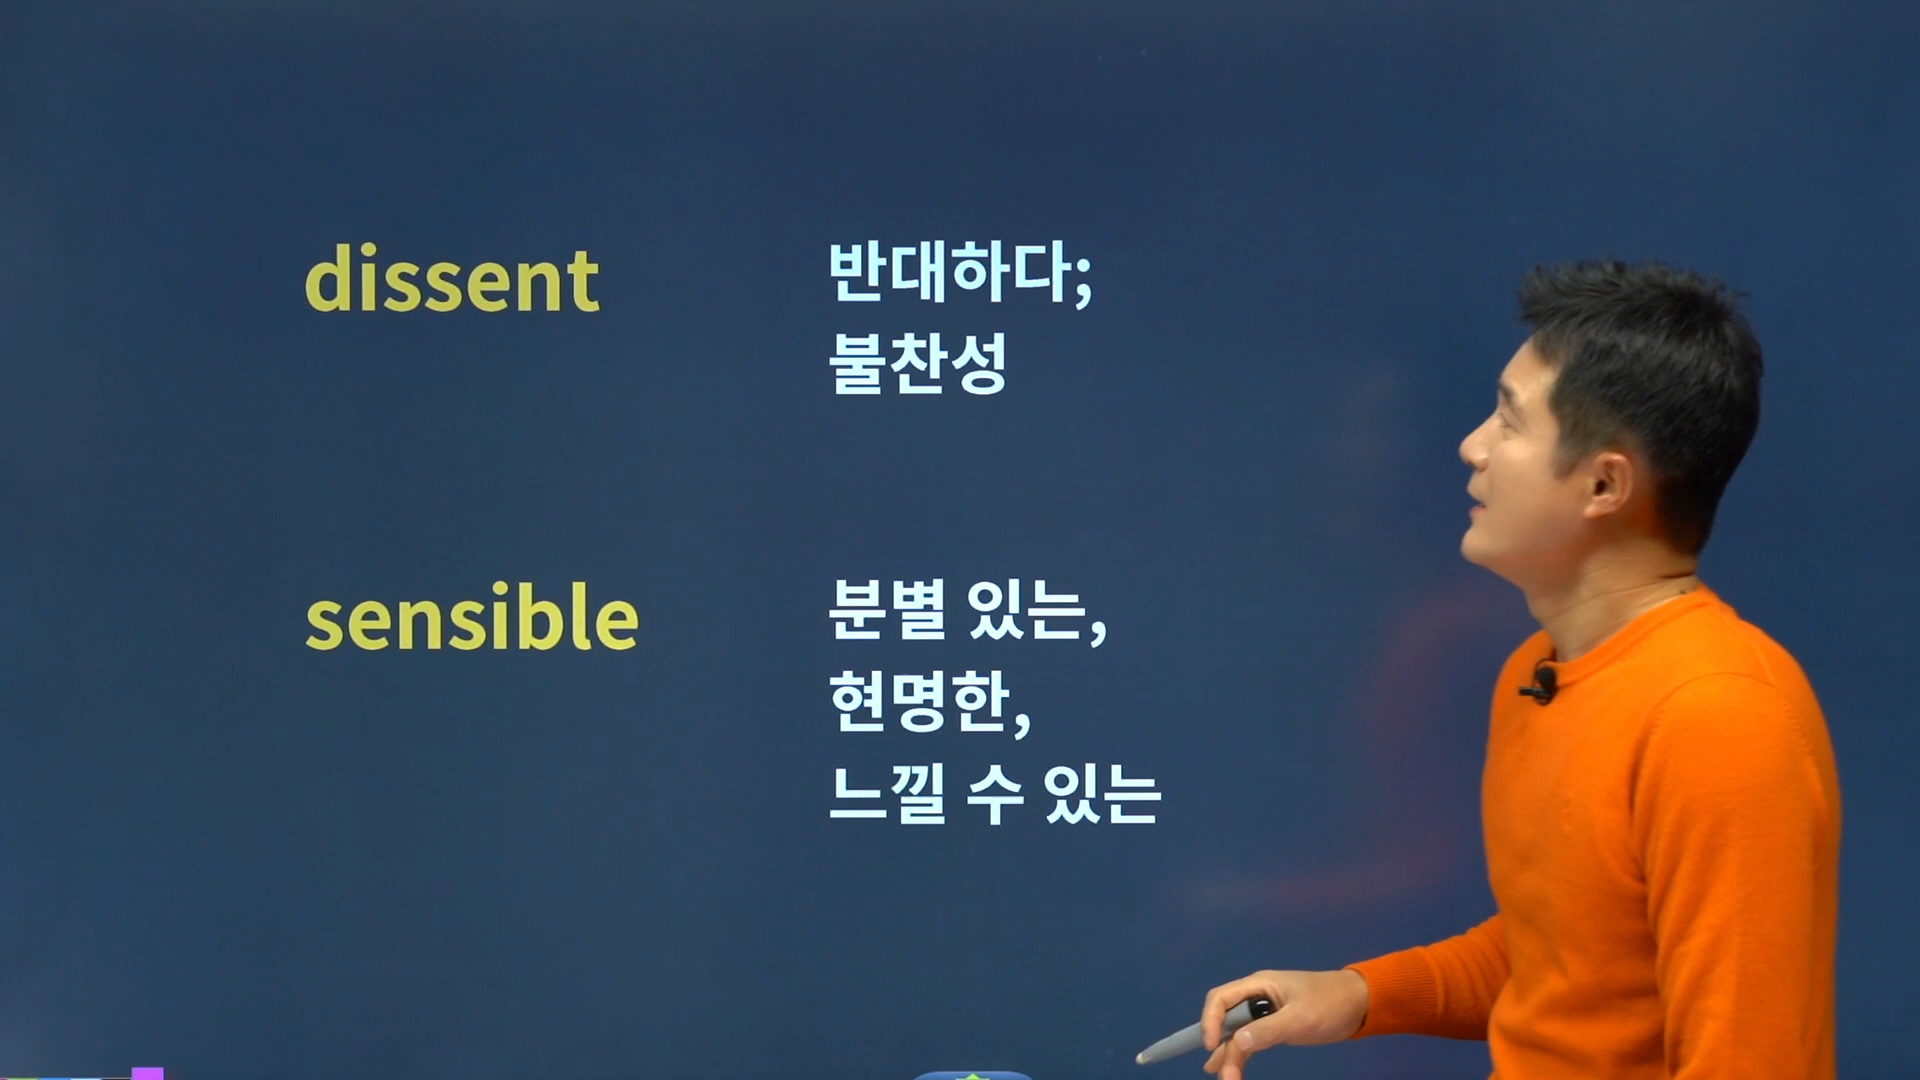 dissent 반대하다;
불찬성
sensible 분별 있는,
현명한,
느낄 수 있는